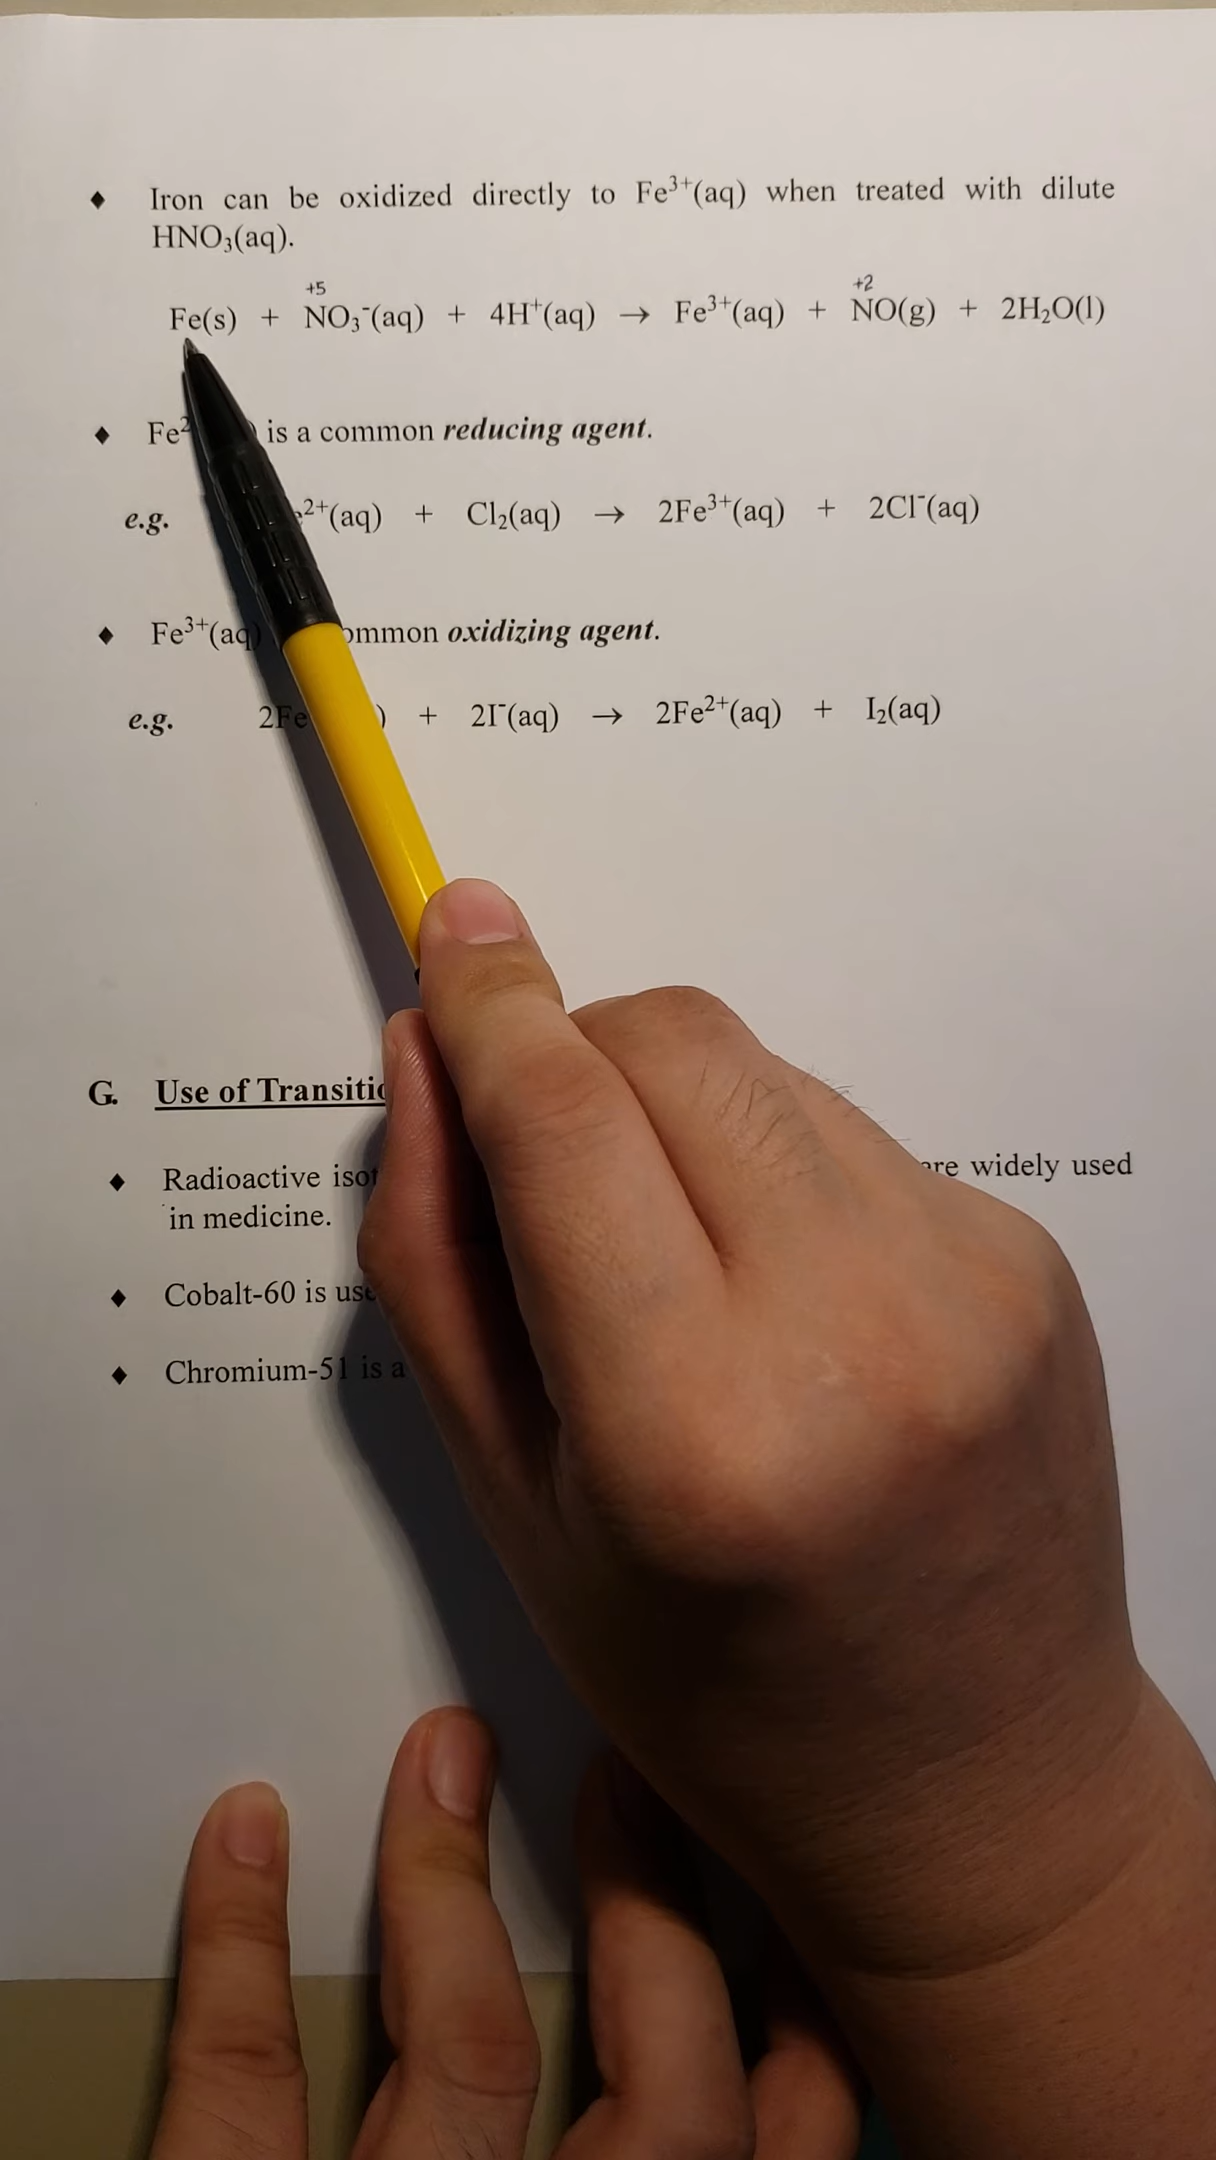 ♦ Iron can be oxidized directly to Fe³⁺(aq) when treated with dilute
HNO₃(aq).
+5 +2
Fe(s) + NO₃⁻(aq) + 4H⁺(aq) → Fe³⁺(aq) + NO(g) + 2H₂O(l)
♦ Fe² is a common reducing agent.
e.g. ²⁺(aq) + Cl₂(aq) → 2Fe³⁺(aq) + 2Cl⁻(aq)
♦ Fe³⁺(aq) ommon oxidizing agent.
e.g. 2Fe ) + 2I⁻(aq) → 2Fe²⁺(aq) + I₂(aq)
G. Use of Transitio
♦ Radioactive isot are widely used
in medicine.
♦ Cobalt-60 is use
♦ Chromium-51 is a